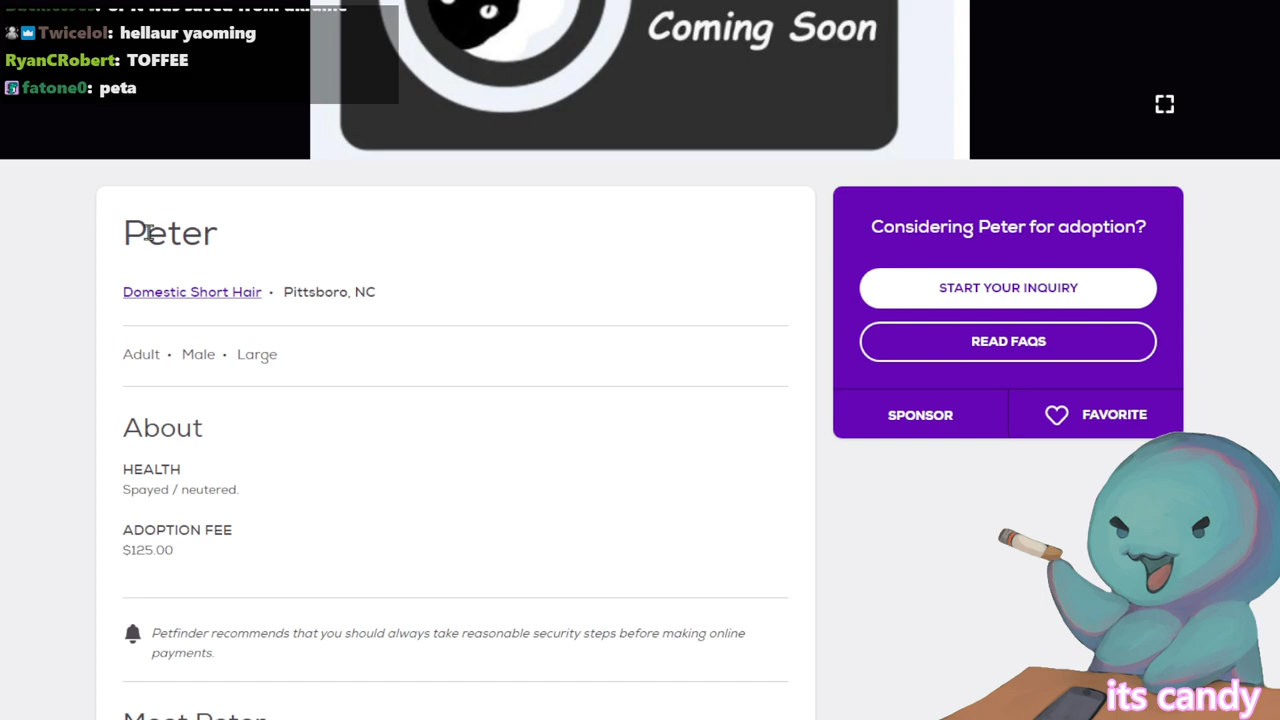 Twicelol: hellaur yaoming
RyanCRobert: TOFFEE
fatone0: peta
Coming Soon
Peter
Domestic Short Hair • Pittsboro, NC
Adult • Male • Large
About
HEALTH
Spayed / neutered.
ADOPTION FEE
$125.00
Petfinder recommends that you should always take reasonable security steps before making online
payments.
Meet Peter
Considering Peter for adoption?
START YOUR INQUIRY
READ FAQS
SPONSOR
FAVORITE
its candy